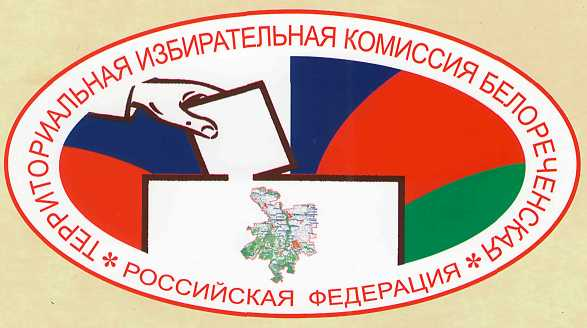 ТЕРРИТОРИАЛЬНАЯ ИЗБИРАТЕЛЬНАЯ КОМИССИЯ БЕЛОРЕЧЕНСКАЯ
* РОССИЙСКАЯ ФЕДЕРАЦИЯ *